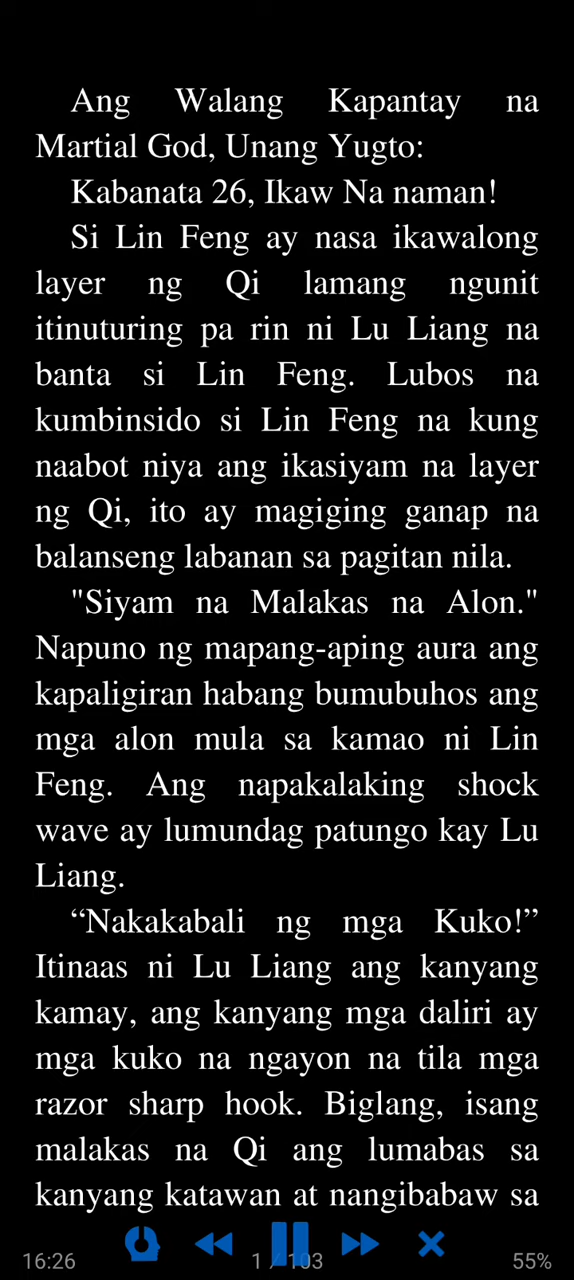 Ang Walang Kapantay na
Martial God, Unang Yugto:
Kabanata 26, Ikaw Na naman!
Si Lin Feng ay nasa ikawalong
layer ng Qi lamang ngunit
itinuturing pa rin ni Lu Liang na
banta si Lin Feng. Lubos na
kumbinsido si Lin Feng na kung
naabot niya ang ikasiyam na layer
ng Qi, ito ay magiging ganap na
balanseng labanan sa pagitan nila.
"Siyam na Malakas na Alon."
Napuno ng mapang-aping aura ang
kapaligiran habang bumubuhos ang
mga alon mula sa kamao ni Lin
Feng. Ang napakalaking shock
wave ay lumundag patungo kay Lu
Liang.
“Nakakabali ng mga Kuko!”
Itinaas ni Lu Liang ang kanyang
kamay, ang kanyang mga daliri ay
mga kuko na ngayon na tila mga
razor sharp hook. Biglang, isang
malakas na Qi ang lumabas sa
kanyang katawan at nangibabaw sa
16:26 1 / 103 55%